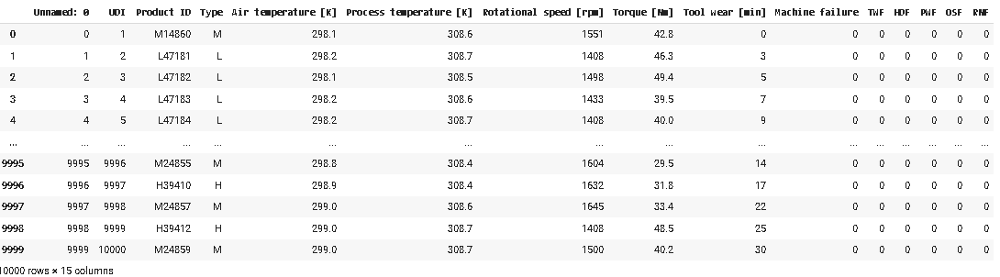 Unnamed: 0 UDI Product ID Type Air temperature [K] Process temperature [K] Rotational speed [rpm] Torque [Nm] Tool wear [min] Machine failure TWF HDF PWF OSF RNF
0 0 1 M14860 M 298.1 308.6 1551 42.8 0 0 0 0 0 0 0
1 1 2 L47181 L 298.2 308.7 1408 46.3 3 0 0 0 0 0 0
2 2 3 L47182 L 298.1 308.5 1498 49.4 5 0 0 0 0 0 0
3 3 4 L47183 L 298.2 308.6 1433 39.5 7 0 0 0 0 0 0
4 4 5 L47184 L 298.2 308.7 1408 40.0 9 0 0 0 0 0 0
... ... ... ... ... ... ... ... ... ... ... ... ... ... ... ...
9995 9995 9996 M24855 M 298.8 308.4 1604 29.5 14 0 0 0 0 0 0
9996 9996 9997 H39410 H 298.9 308.4 1632 31.8 17 0 0 0 0 0 0
9997 9997 9998 M24857 M 299.0 308.6 1645 33.4 22 0 0 0 0 0 0
9998 9998 9999 H39412 H 299.0 308.7 1408 48.5 25 0 0 0 0 0 0
9999 9999 10000 M24859 M 299.0 308.7 1500 40.2 30 0 0 0 0 0 0
10000 rows × 15 columns